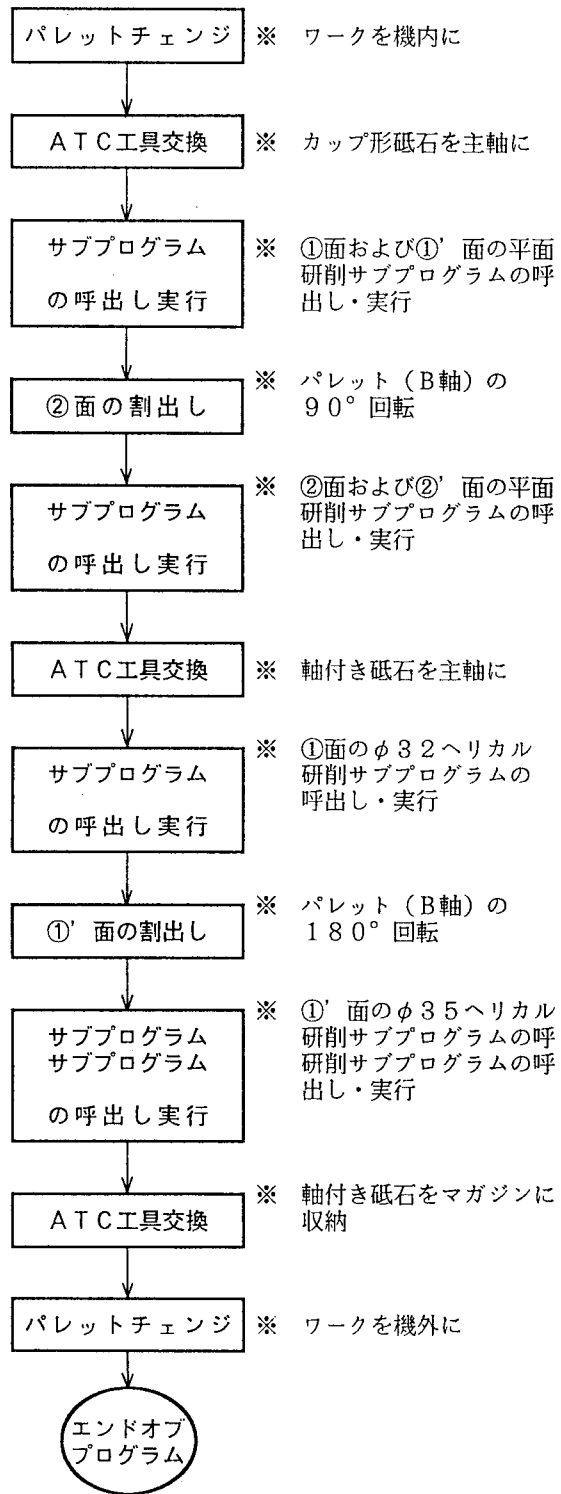 パレットチェンジ ※ ワークを機内に
ATC工具交換 ※ カップ形砥石を主軸に
サブプログラム
の呼出し実行
※ ①面および①’面の平面
研削サブプログラムの呼
出し・実行
②面の割出し
※ パレット（B軸）の
90°回転
サブプログラム
の呼出し実行
※ ②面および②’面の平面
研削サブプログラムの呼
出し・実行
ATC工具交換 ※ 軸付き砥石を主軸に
サブプログラム
の呼出し実行
※ ①面のφ32ヘリカル
研削サブプログラムの
呼出し・実行
①’面の割出し
※ パレット（B軸）の
180°回転
サブプログラム
サブプログラム
の呼出し実行
※ ①’面のφ35ヘリカル
研削サブプログラムの呼
研削サブプログラムの呼
出し・実行
ATC工具交換
※ 軸付き砥石をマガジンに
収納
パレットチェンジ ※ ワークを機外に
エンドオブ
プログラム